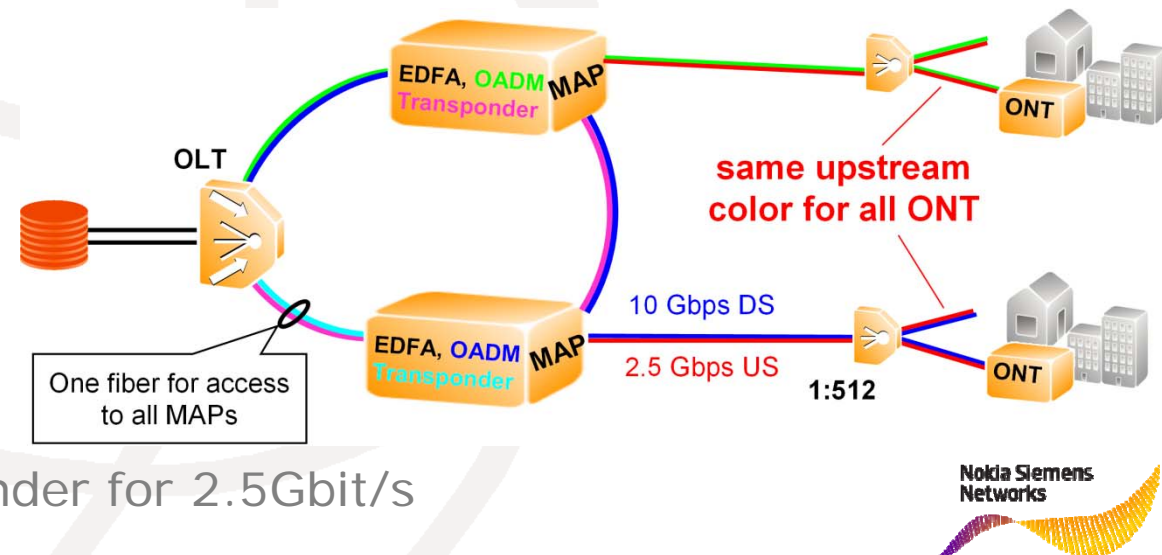 EDFA, OADM
Transponder
MAP
ONT
OLT
same upstream
color for all ONT
10 Gbps DS
2.5 Gbps US
EDFA, OADM
Transponder
MAP
ONT
1:512
One fiber for access
to all MAPs
nder for 2.5Gbit/s
Nokia Siemens
Networks